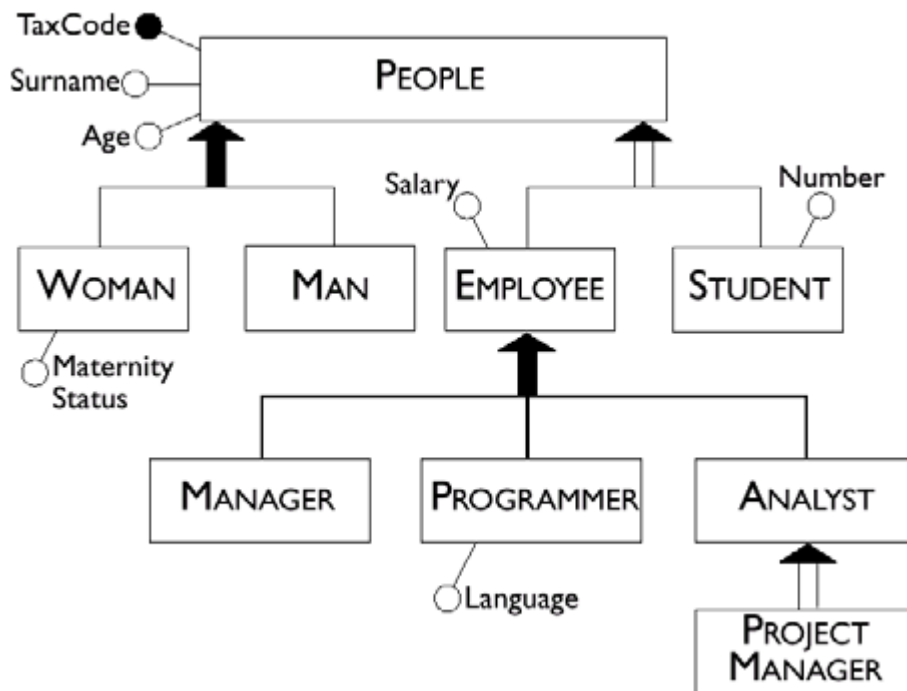 TaxCode
Surname
PEOPLE
Age
Salary
Number
WOMAN
MAN
EMPLOYEE
STUDENT
Maternity
Status
MANAGER
PROGRAMMER
ANALYST
Language
PROJECT
MANAGER